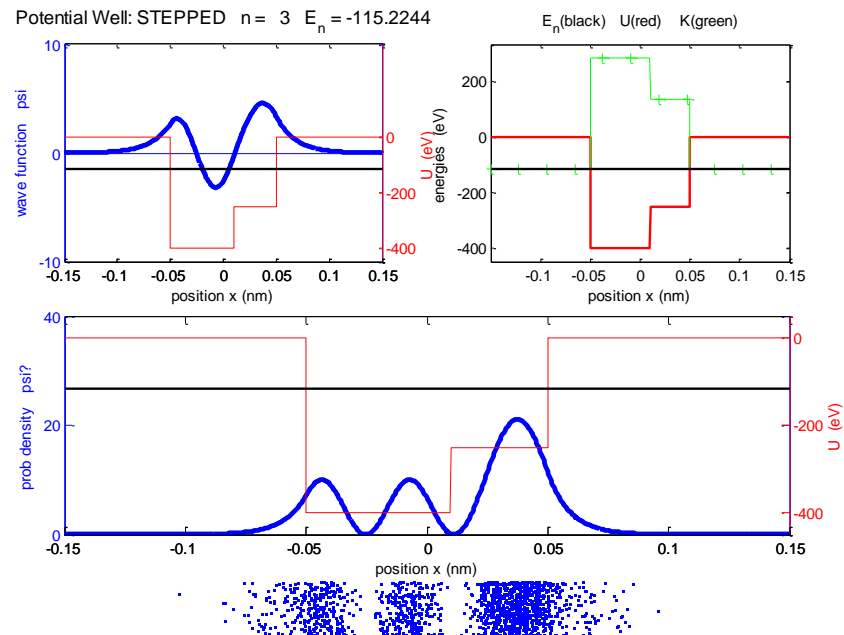 Potential Well: STEPPED n = 3 E_n = -115.2244
E_n(black) U(red) K(green)
10
0
-10
wave function psi
0
-200
-400
U (eV)
-0.15 -0.1 -0.05 0 0.05 0.1 0.15
position x (nm)
200
0
-200
-400
energies (eV)
-0.1 -0.05 0 0.05 0.1 0.15
position x (nm)
40
20
0
prob density psi?
0
-200
-400
U (eV)
-0.15 -0.1 -0.05 0 0.05 0.1 0.15
position x (nm)